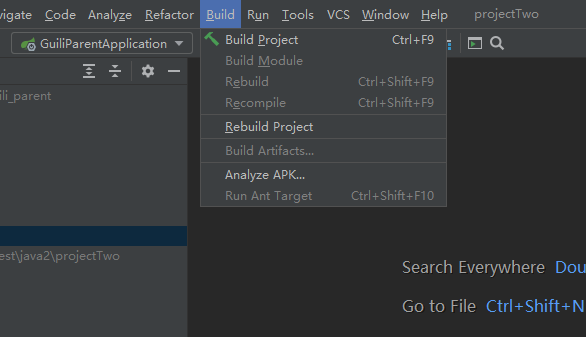 vigate Code Analyze Refactor Build Run Tools VCS Window Help projectTwo
GuiliParentApplication
Build Project Ctrl+F9
Build Module
Rebuild Ctrl+Shift+F9
Recompile Ctrl+Shift+F9
Rebuild Project
Build Artifacts...
Analyze APK...
Run Ant Target Ctrl+Shift+F10
ili_parent
est\java2\projectTwo
Search Everywhere Dou
Go to File Ctrl+Shift+N